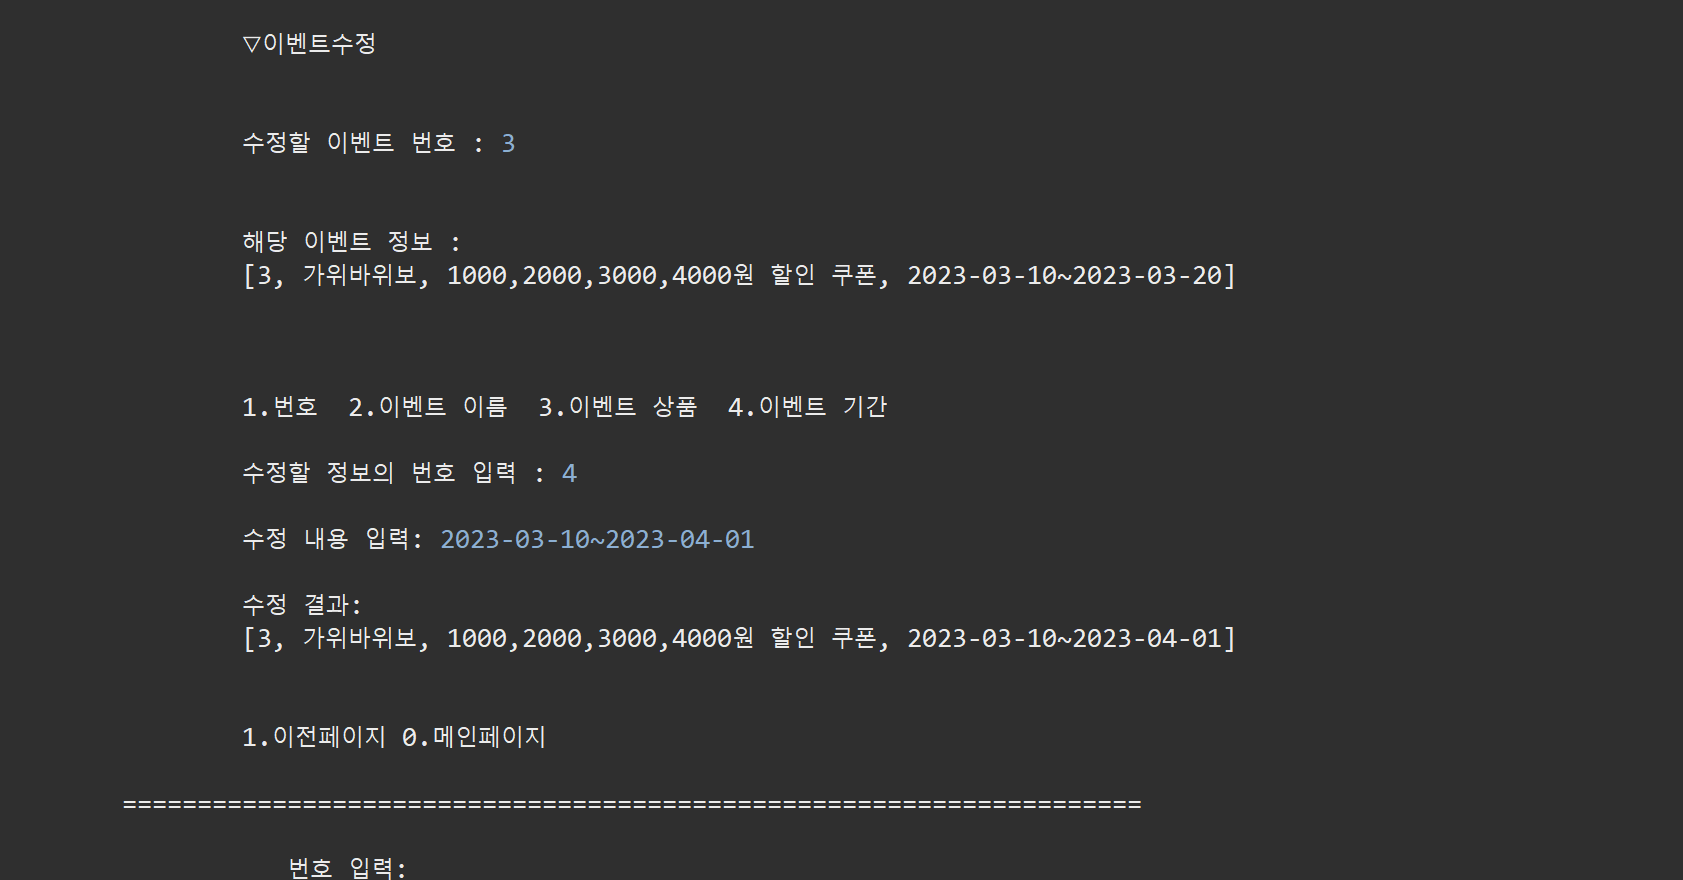 ▽이벤트수정
수정할 이벤트 번호 : 3
해당 이벤트 정보 :
[3, 가위바위보, 1000,2000,3000,4000원 할인 쿠폰, 2023-03-10~2023-03-20]
1.번호  2.이벤트 이름  3.이벤트 상품  4.이벤트 기간
수정할 정보의 번호 입력 : 4
수정 내용 입력: 2023-03-10~2023-04-01
수정 결과:
[3, 가위바위보, 1000,2000,3000,4000원 할인 쿠폰, 2023-03-10~2023-04-01]
1.이전페이지 0.메인페이지
====================================================================
번호 입력: